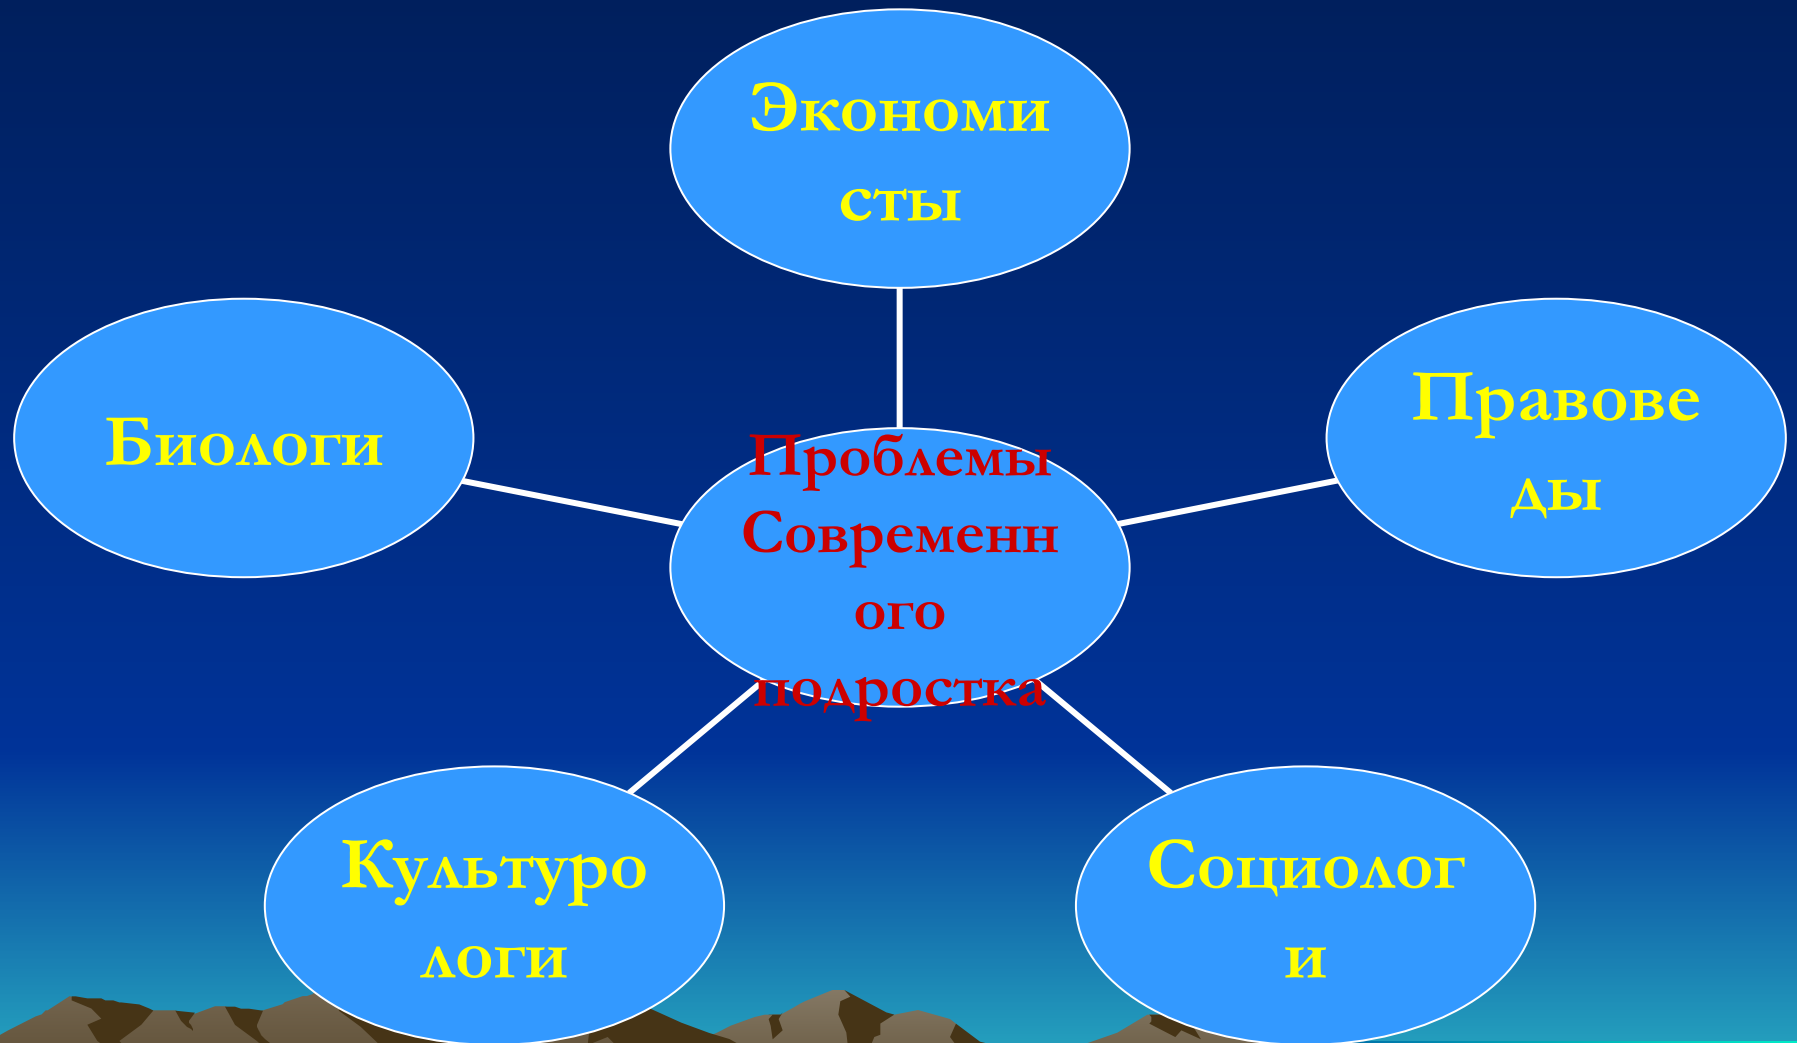 Экономи
сты
Биологи
Правове
ды
Проблемы
Современн
ого
подростка
Культуро
логи
Социолог
и